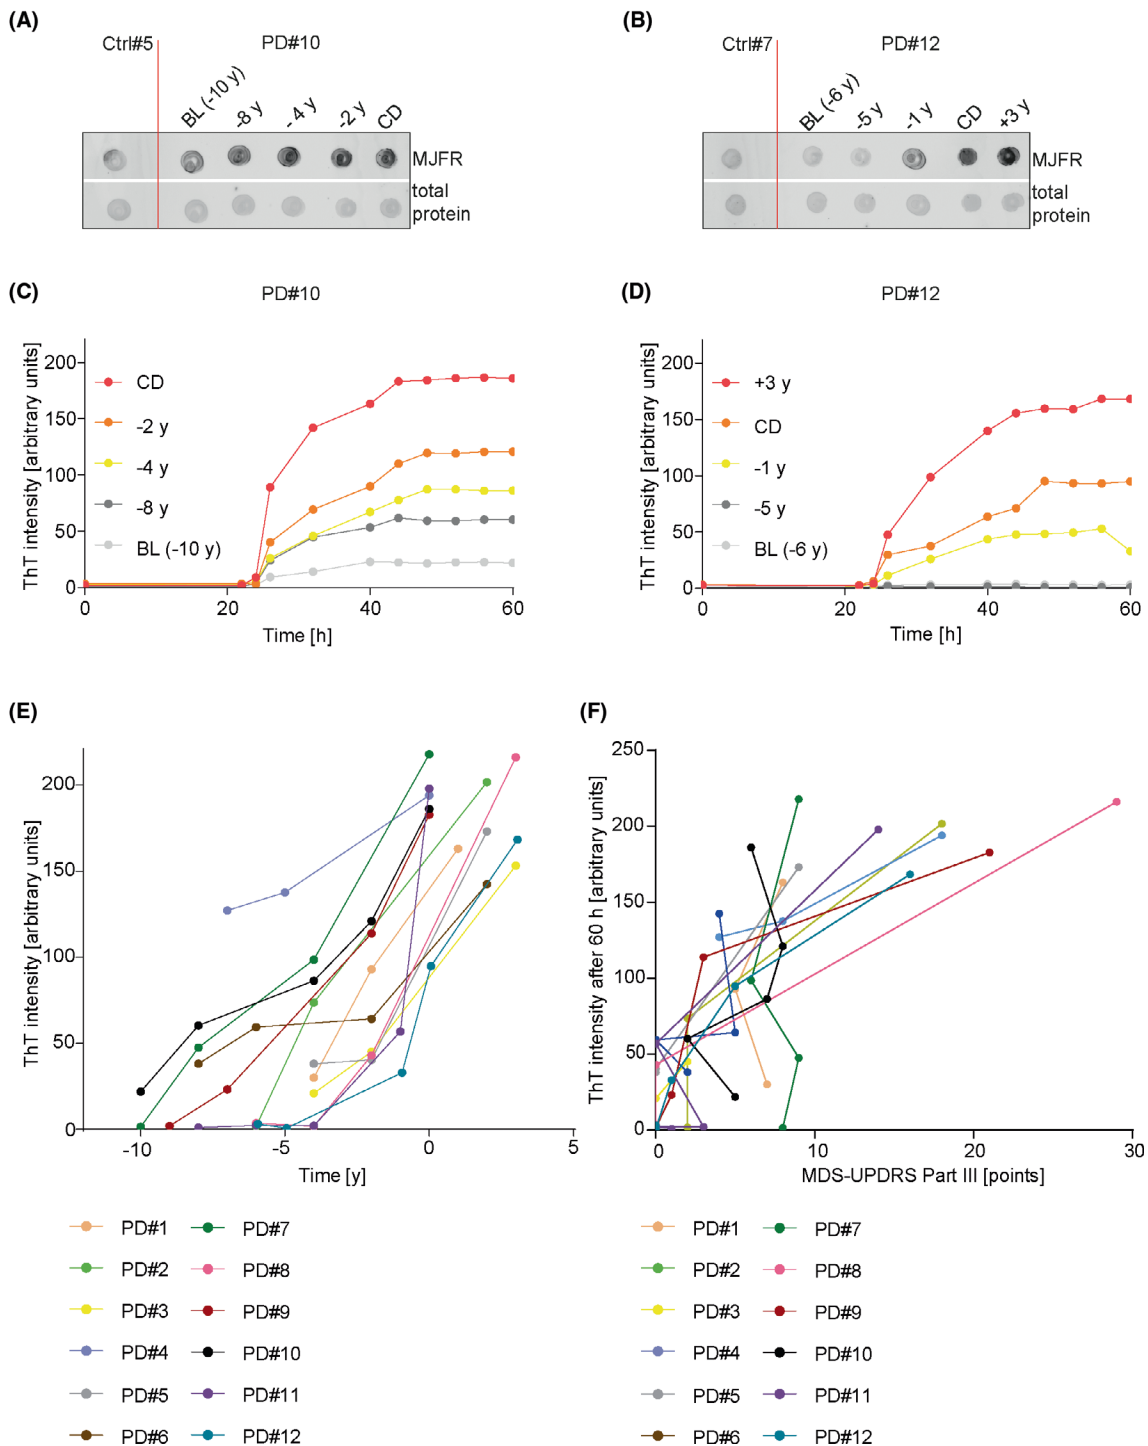 (A)
Ctrl#5 PD#10
BL (-10 y) -8 y -4 y -2 y CD
MJFR
total
protein
(B)
Ctrl#7 PD#12
BL (-6 y) -5 y -1 y CD +3 y
MJFR
total
protein
(C)
PD#10
ThT intensity [arbitrary units]
200
150
100
50
0
CD
-2 y
-4 y
-8 y
BL (-10 y)
0 20 40 60
Time [h]
(D)
PD#12
ThT intensity [arbitrary units]
200
150
100
50
0
+3 y
CD
-1 y
-5 y
BL (-6 y)
0 20 40 60
Time [h]
(E)
ThT intensity [arbitrary units]
200
150
100
50
0
-10 -5 0 5
Time [y]
PD#1 PD#7
PD#2 PD#8
PD#3 PD#9
PD#4 PD#10
PD#5 PD#11
PD#6 PD#12
(F)
ThT intensity after 60 h [arbitrary units]
250
200
150
100
50
0
0 10 20 30
MDS-UPDRS Part III [points]
PD#1 PD#7
PD#2 PD#8
PD#3 PD#9
PD#4 PD#10
PD#5 PD#11
PD#6 PD#12